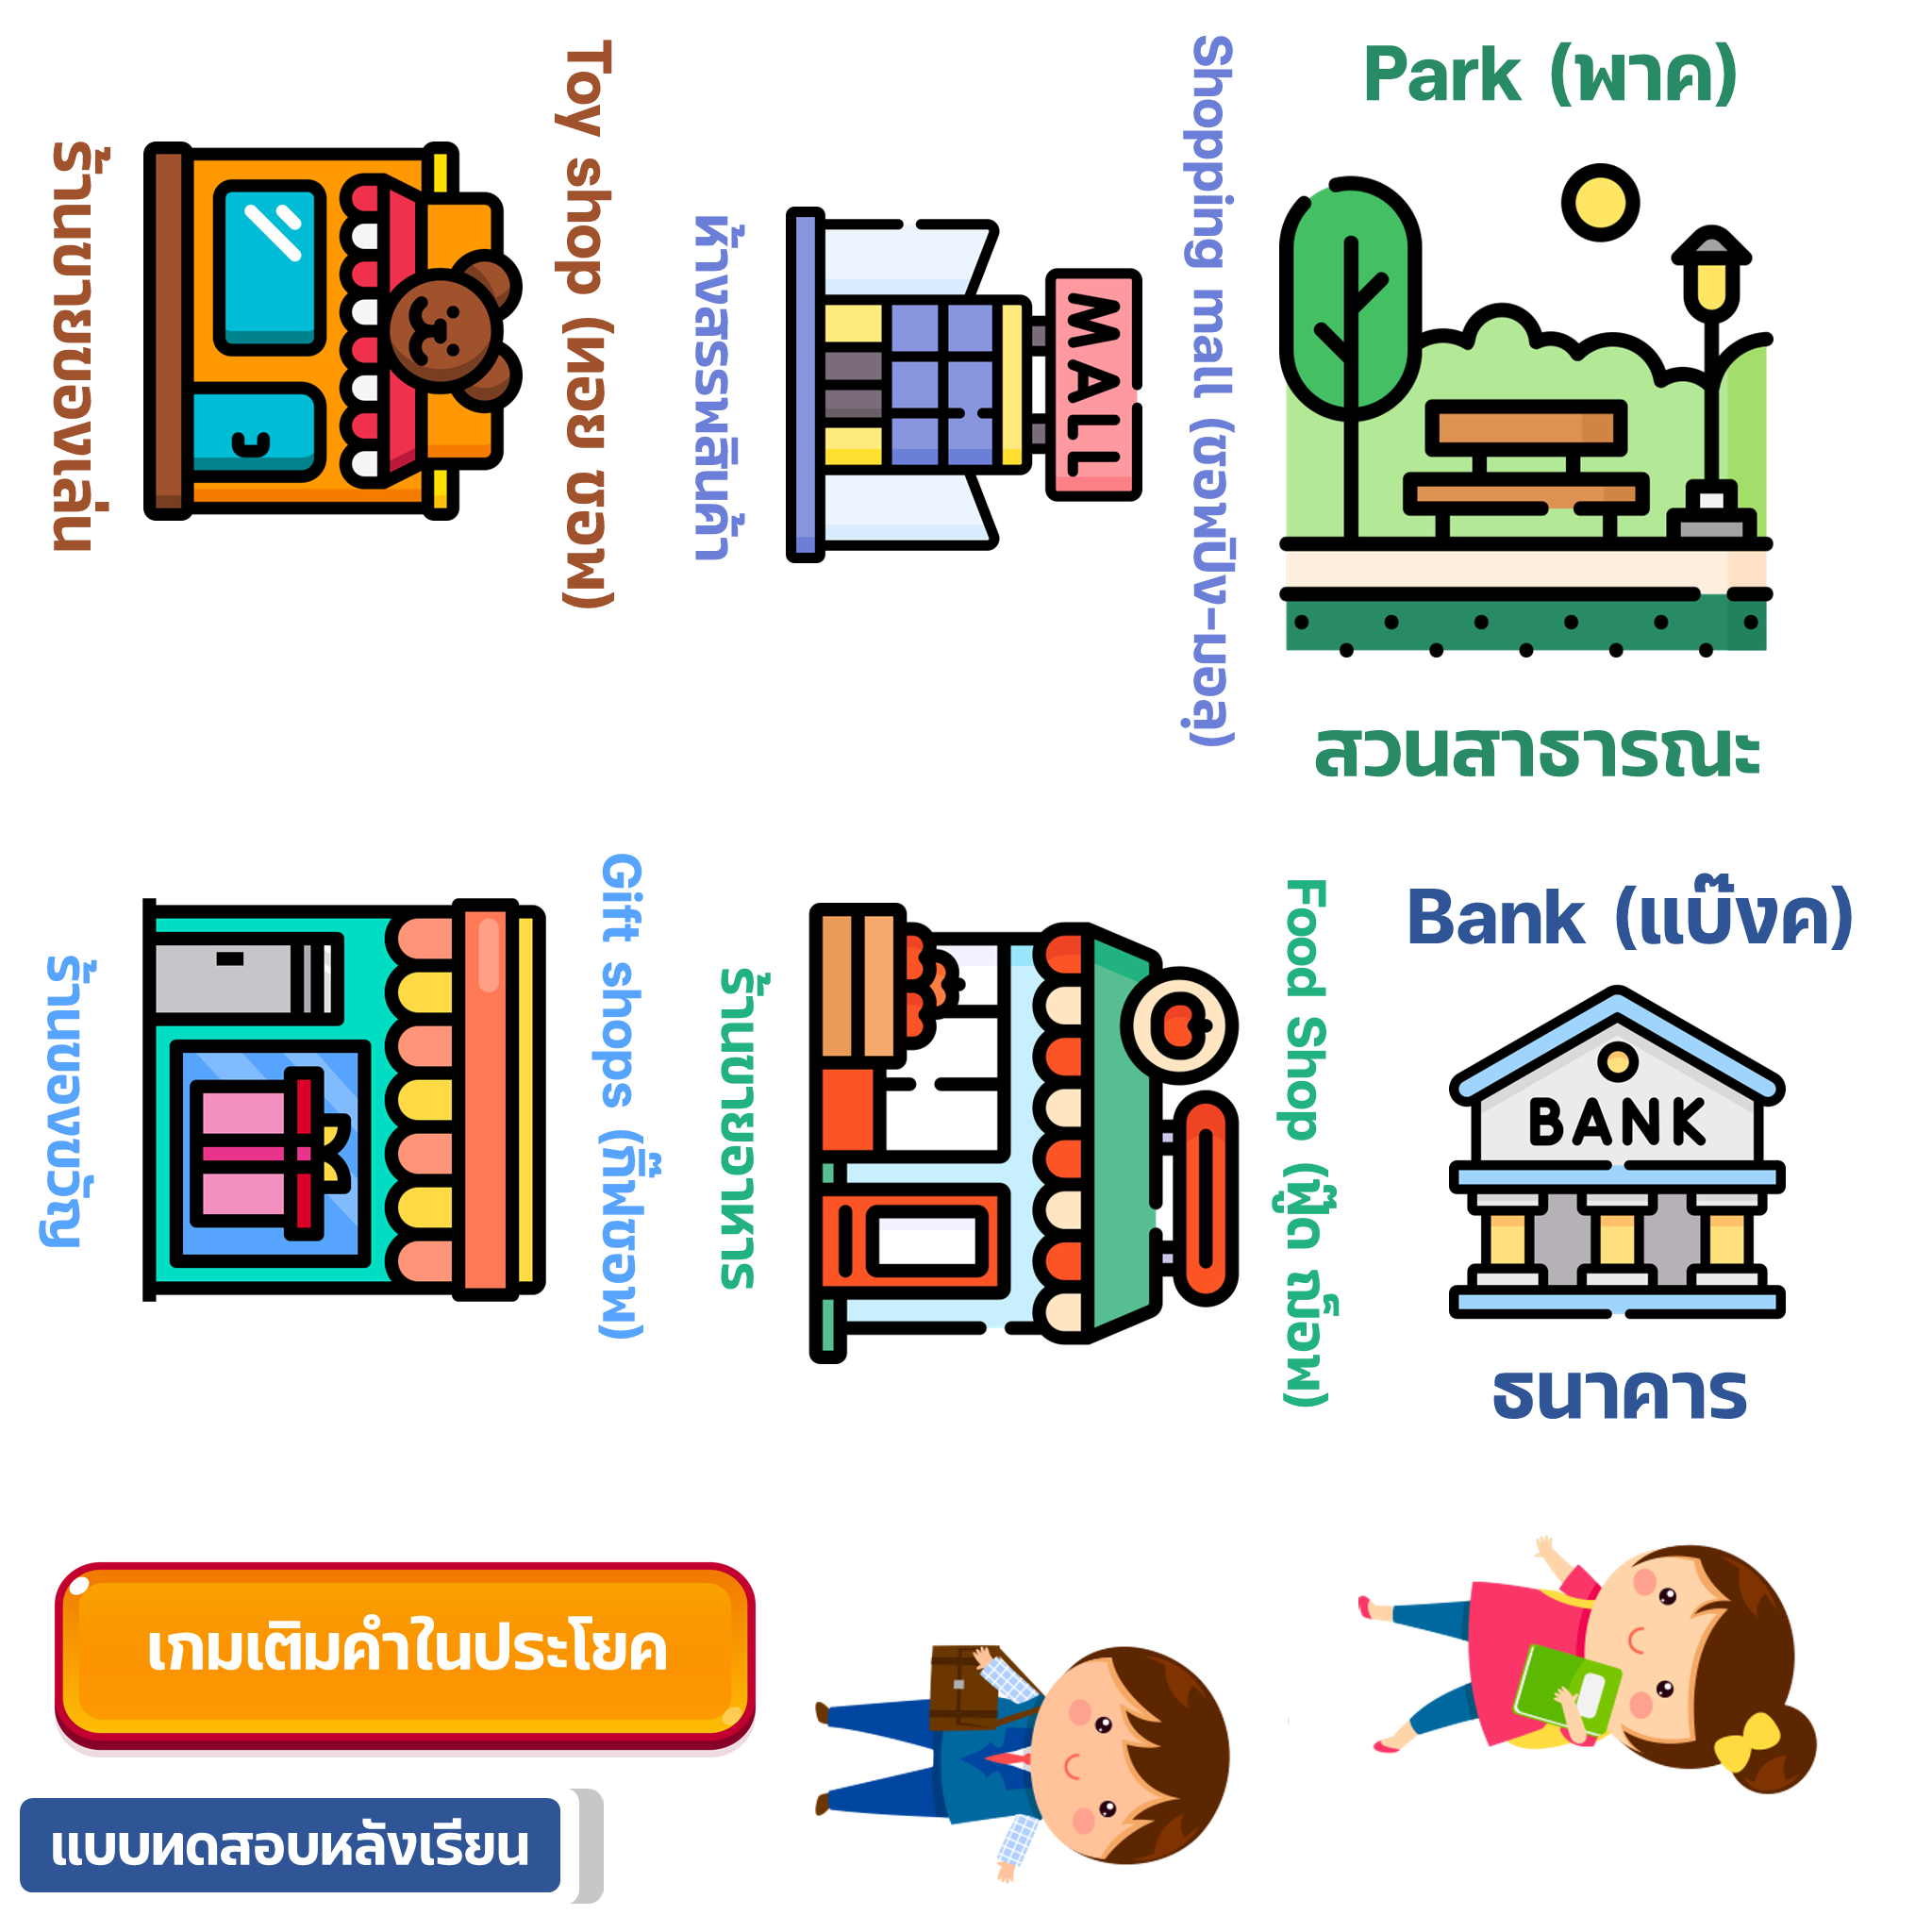 Toy shop (ทอย ชอพ)
ร้านขายของเล่น
Shopping mall (ชอพปิง-มอลฺ)
MALL
ห้างสรรพสินค้า
Park (พาค)
สวนสาธารณะ
Gift shops (กิ๊ฟชอพ)
ร้านของขวัญ
Food Shop (ฟู๊ด ฌ็อพ)
ร้านขายอาหาร
Bank (แบ๊งค)
BANK
ธนาคาร
เกมเติมคำในประโยค
แบบทดสอบหลังเรียน